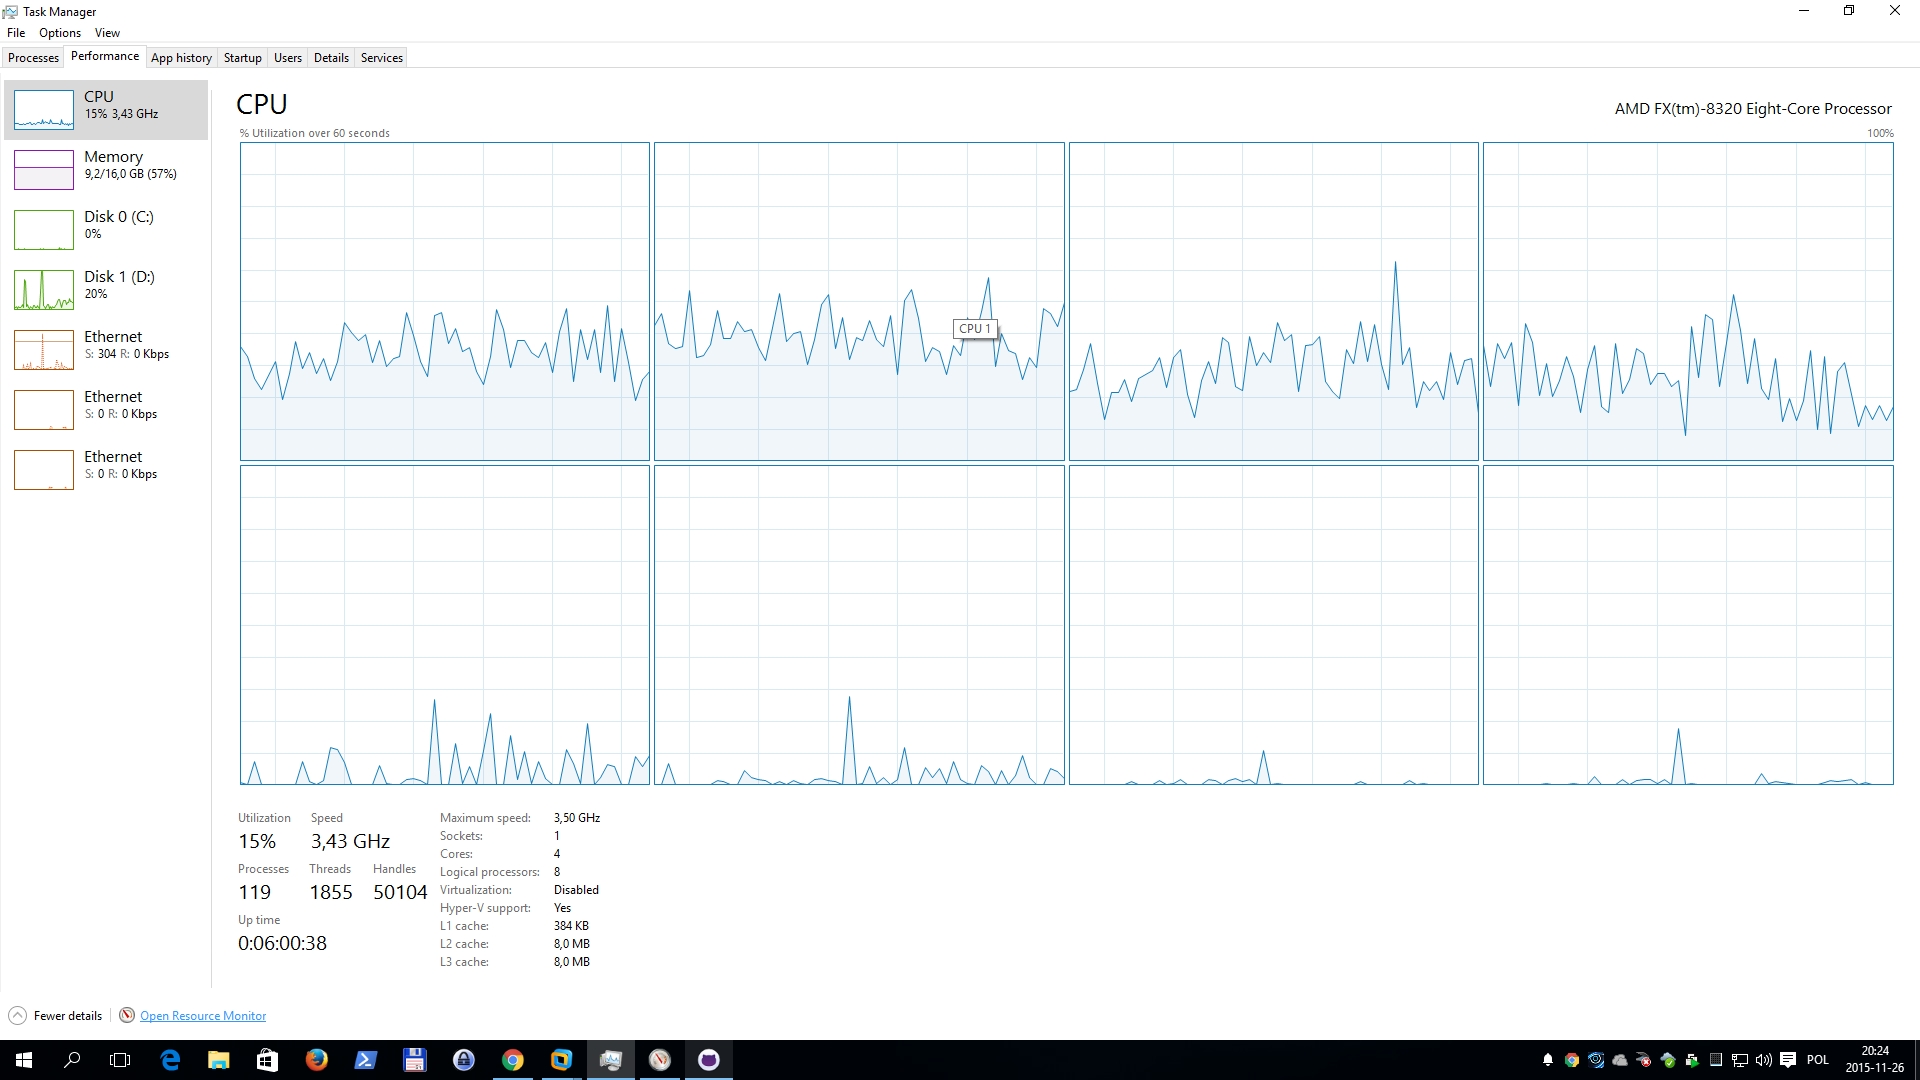 Task Manager
File Options View
Processes Performance App history Startup Users Details Services
CPU
15% 3,43 GHz
Memory
9,2/16,0 GB (57%)
Disk 0 (C:)
0%
Disk 1 (D:)
20%
Ethernet
S: 304 R: 0 Kbps
Ethernet
S: 0 R: 0 Kbps
Ethernet
S: 0 R: 0 Kbps
CPU
AMD FX(tm)-8320 Eight-Core Processor
% Utilization over 60 seconds
100%
CPU 1
Utilization Speed
15% 3,43 GHz
Processes Threads Handles
119 1855 50104
Up time
0:06:00:38
Maximum speed: 3,50 GHz
Sockets: 1
Cores: 4
Logical processors: 8
Virtualization: Disabled
Hyper-V support: Yes
L1 cache: 384 KB
L2 cache: 8,0 MB
L3 cache: 8,0 MB
Fewer details
Open Resource Monitor
POL
20:24
2015-11-26